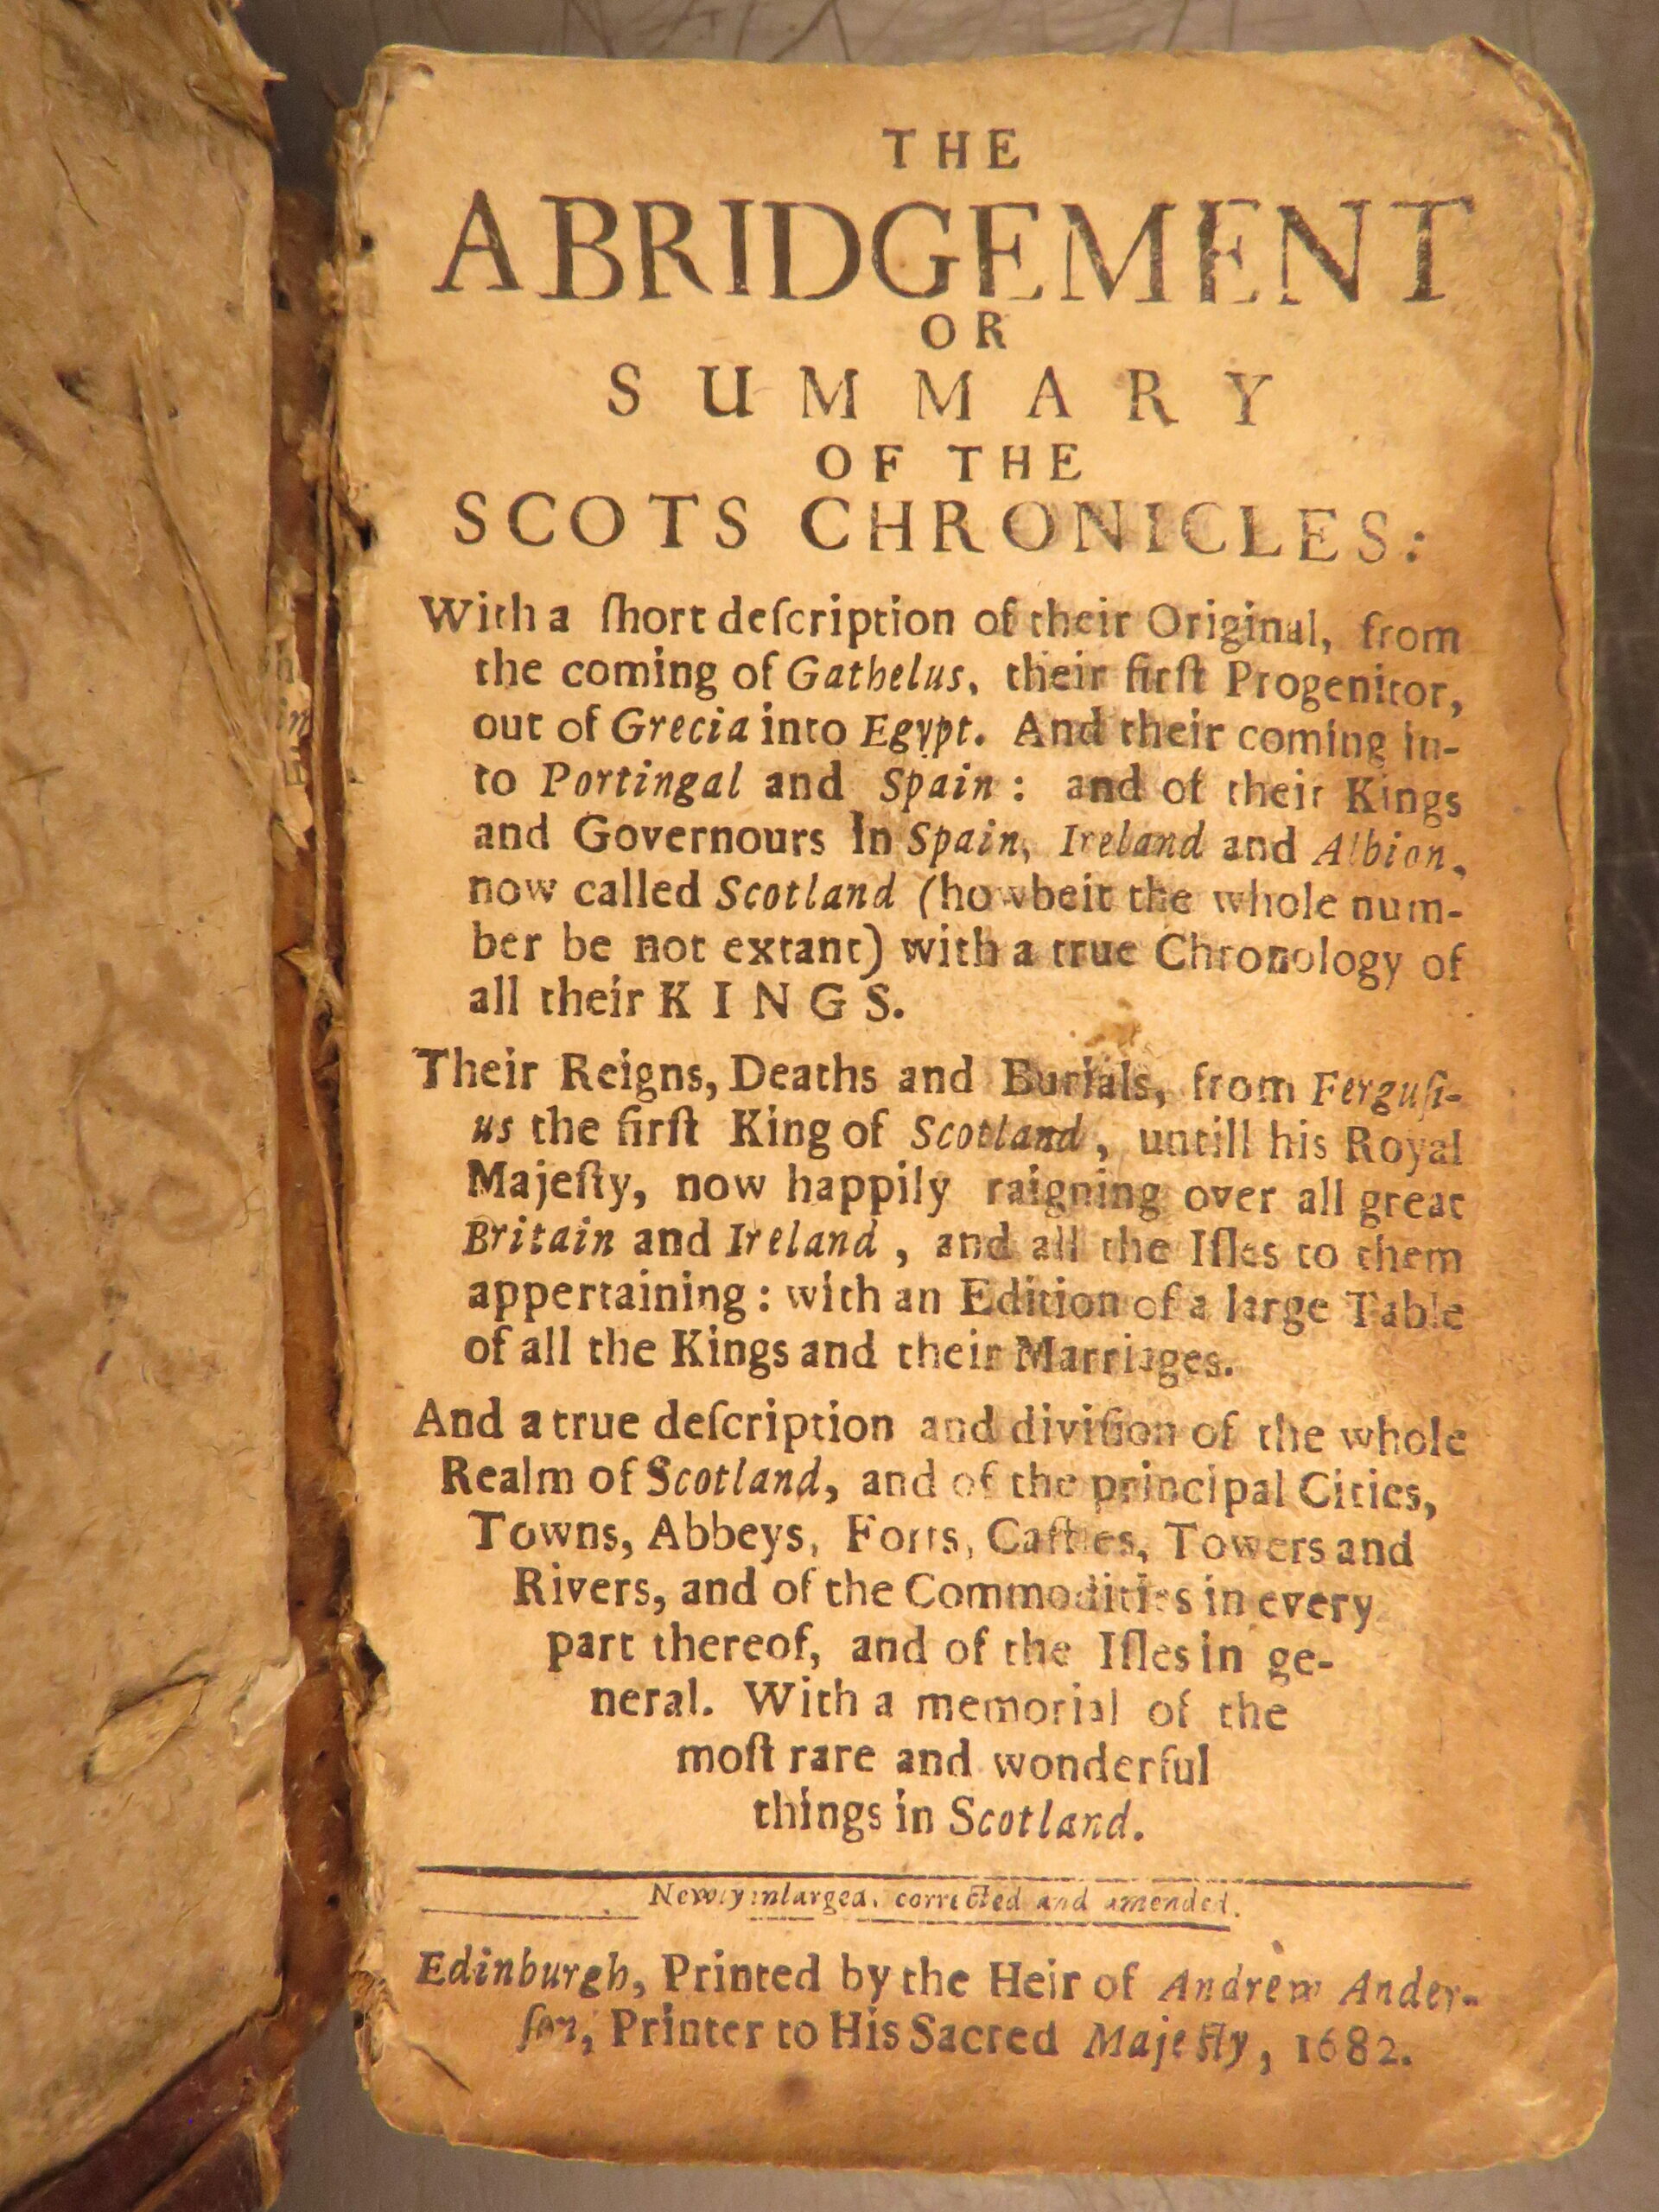 THE
ABRIDGEMENT
OR
SUMMARY
OF THE
SCOTS CHRONICLES:
With a ſhort deſcription of their Original, from
the coming of Gathelus, their firſt Progenitor,
out of Grecia into Egypt. And their coming in-
to Portingal and Spain: and of their Kings
and Governours in Spain, Ireland and Albion,
now called Scotland (howbeit the whole num-
ber be not extant) with a true Chronology of
all their KINGS.
Their Reigns, Deaths and Burials, from Ferguſi-
us the firſt King of Scotland, untill his Royal
Majeſty, now happily raigning over all great
Britain and Ireland, and all the Iſles to them
appertaining: with an Edition of a large Table
of all the Kings and their Marriages.
And a true deſcription and diviſion of the whole
Realm of Scotland, and of the principal Cities,
Towns, Abbeys, Forts, Caſtles, Towers and
Rivers, and of the Commodities in every
part thereof, and of the Iſles in ge-
neral. With a memorial of the
moſt rare and wonderful
things in Scotland.
Newly inlarged, corrected and amended.
Edinburgh, Printed by the Heir of Andrew Ander-
ſon, Printer to His Sacred Majeſty, 1682.